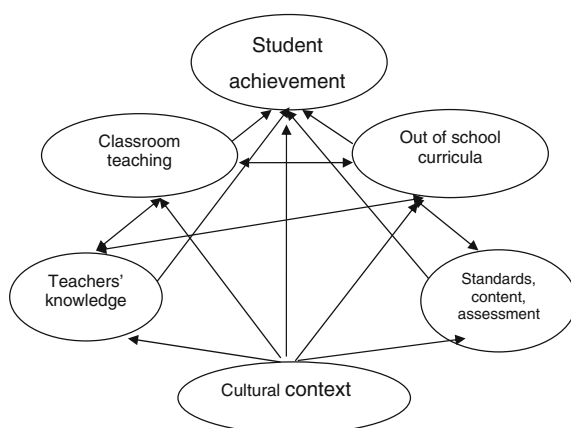 Student
achievement
Classroom
teaching
Out of school
curricula
Teachers'
knowledge
Standards,
content,
assessment
Cultural context